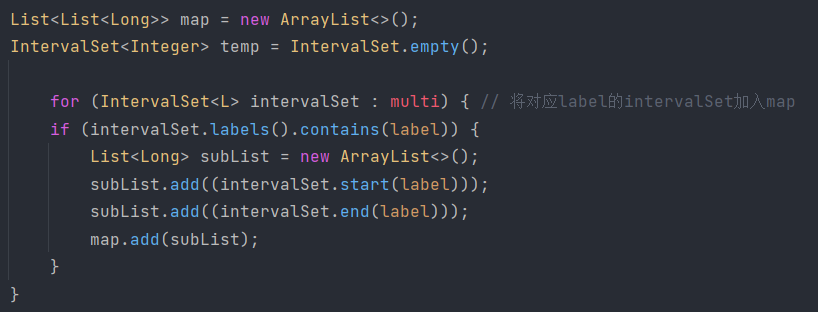 List<List<Long>> map = new ArrayList<>();
IntervalSet<Integer> temp = IntervalSet.empty();
for (IntervalSet<L> intervalSet : multi) { // 将对应label的intervalSet加入map
if (intervalSet.labels().contains(label)) {
List<Long> subList = new ArrayList<>();
subList.add((intervalSet.start(label)));
subList.add((intervalSet.end(label)));
map.add(subList);
}
}